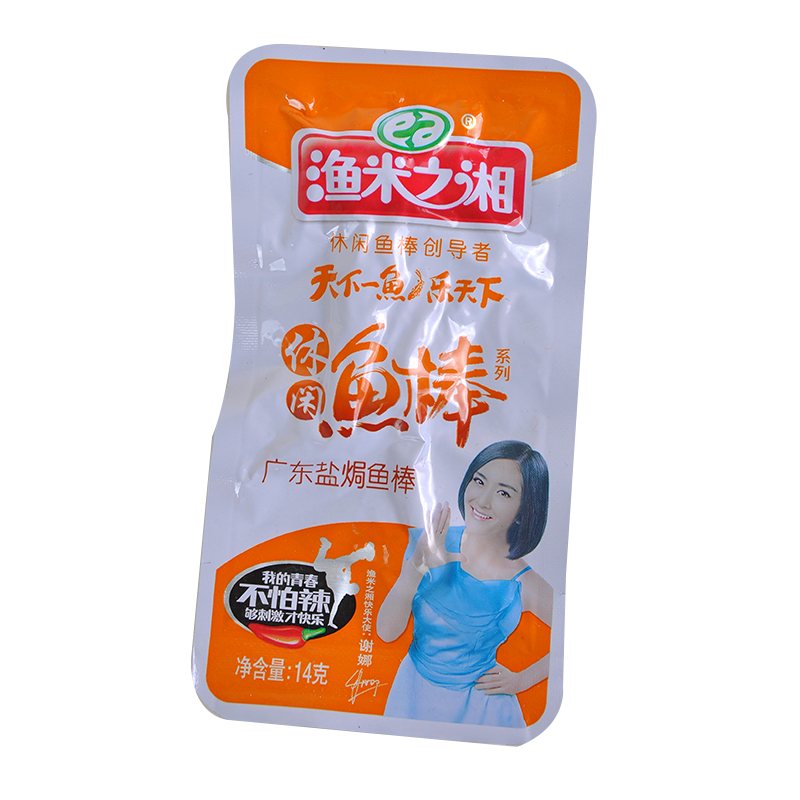 ea®
渔米之湘
休闲鱼棒创导者
天下一魚乐天下
休闲魚棒系列
广东盐焗鱼棒
我的青春
不怕辣
够刺激才快乐
渔米之湘快乐大使:谢娜
净含量:14克